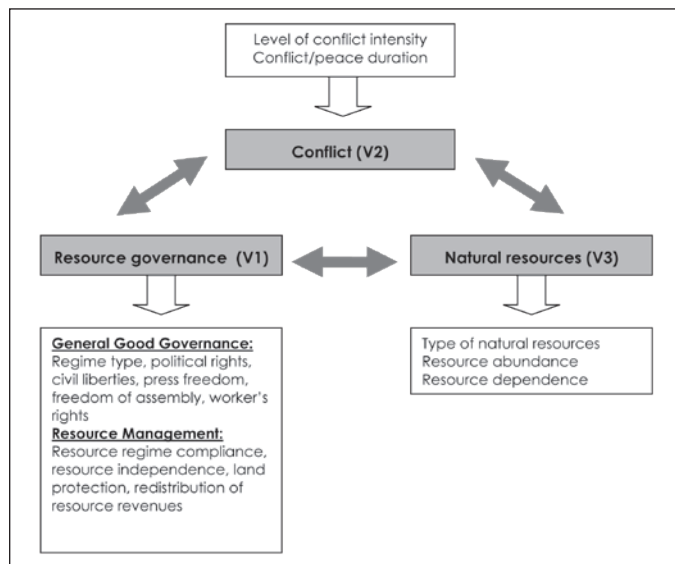 Level of conflict intensity
Conflict/peace duration
Conflict (V2)
Resource governance (V1)
Natural resources (V3)
General Good Governance:
Regime type, political rights,
civil liberties, press freedom,
freedom of assembly, worker's
rights
Resource Management:
Resource regime compliance,
resource independence, land
protection, redistribution of
resource revenues
Type of natural resources
Resource abundance
Resource dependence